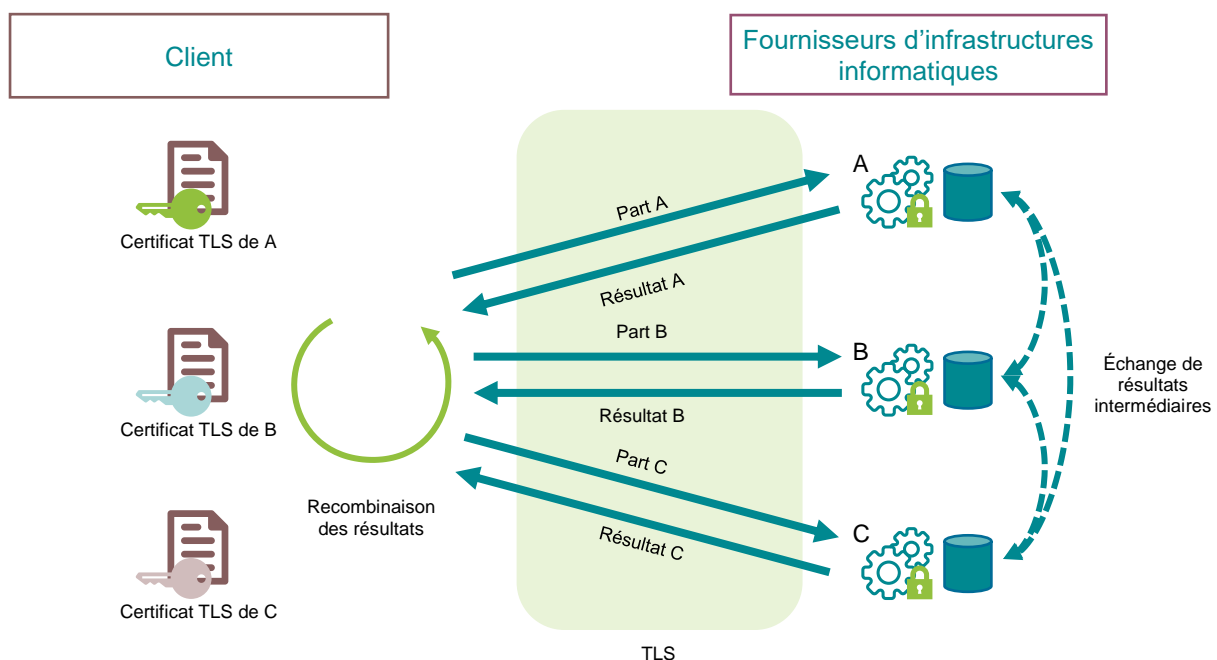 Client
Fournisseurs d’infrastructures
informatiques
Certificat TLS de A
Part A
Résultat A
A
Certificat TLS de B
Recombinaison
des résultats
Part B
Résultat B
B
Échange de
résultats
intermédiaires
Certificat TLS de C
Part C
Résultat C
C
TLS